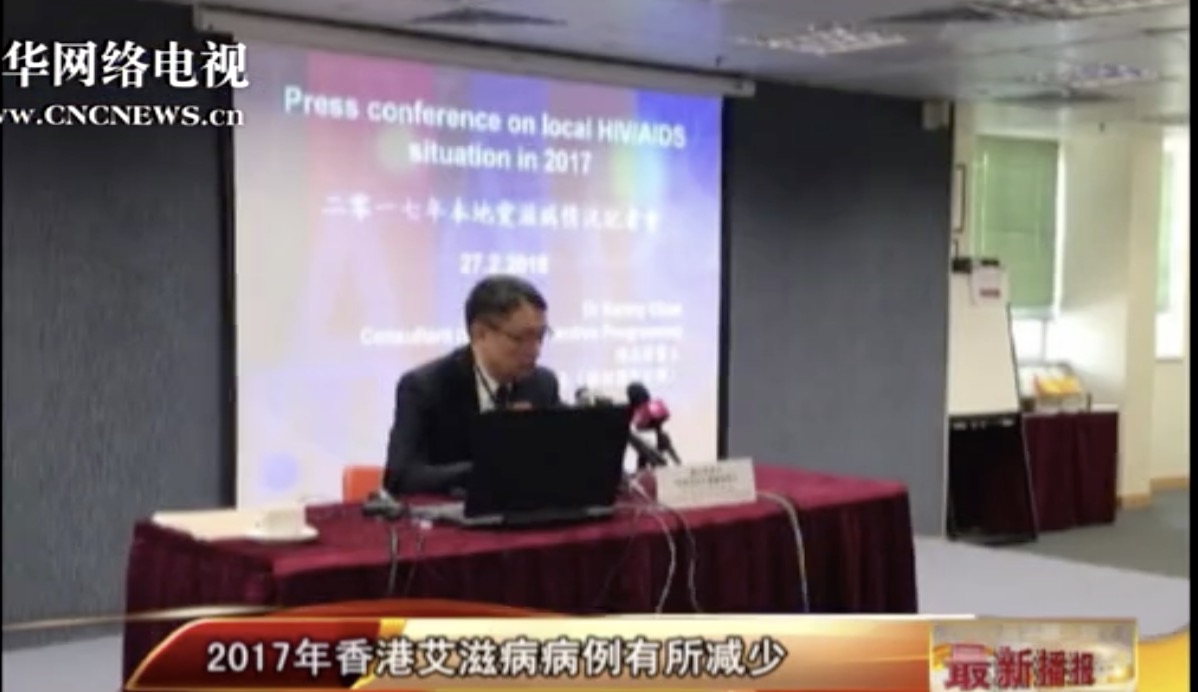 华网络电视
www.CNCNEWS.cn
Press conference on local HIV/AIDS
situation in 2017
二零一七年本地愛滋病情況記者會
27.2.2018
Consultant
Programme
2017年香港艾滋病病例有所减少
最新播报